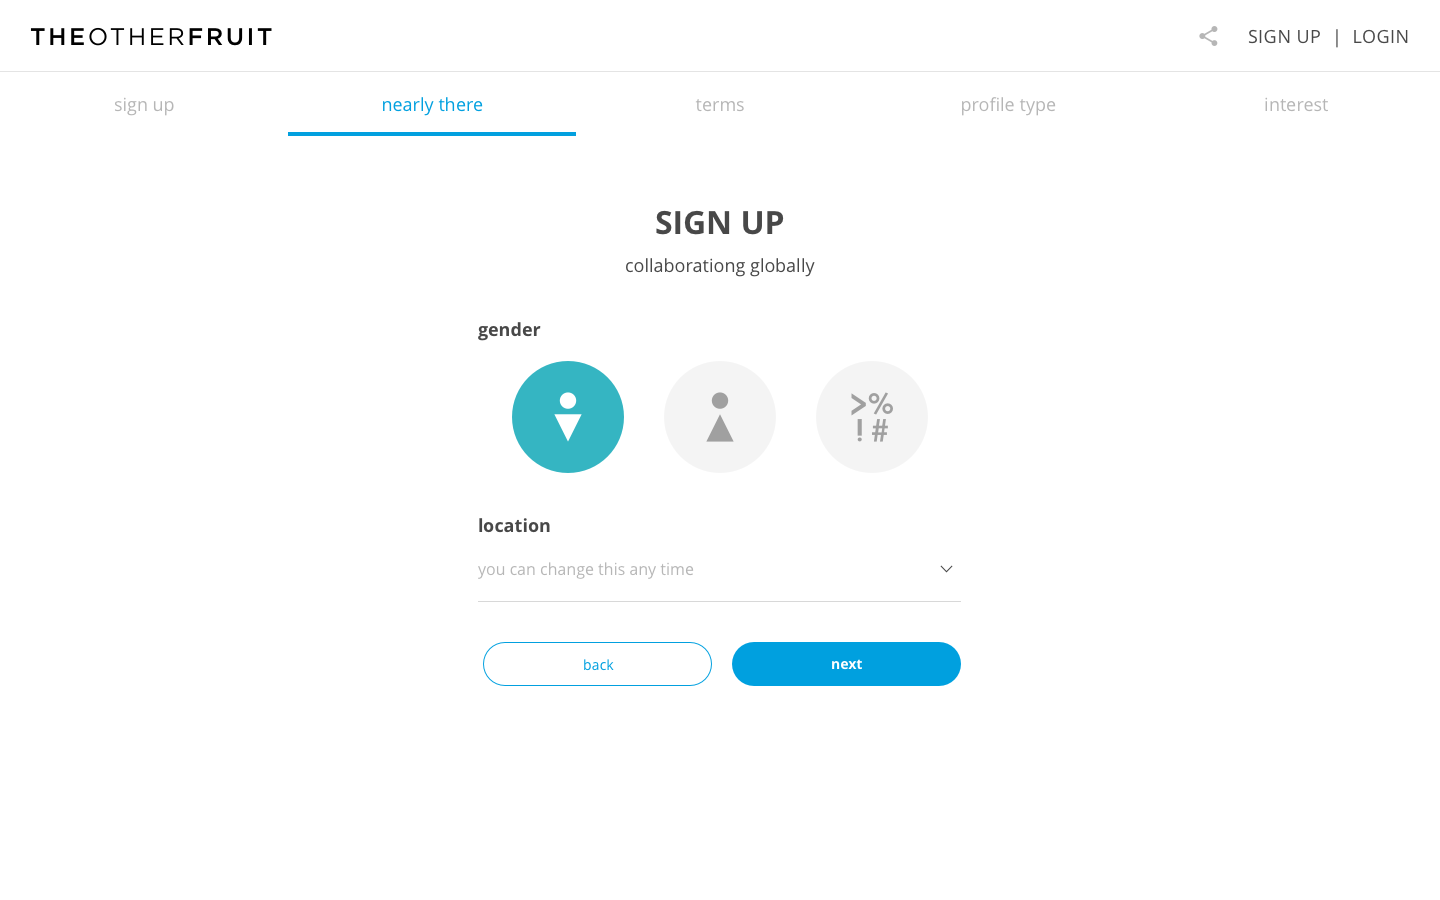 THEOTHERFRUIT
SIGN UP | LOGIN
sign up
nearly there
terms
profile type
interest
SIGN UP
collaborationg globally
gender
>%
!#
location
you can change this any time
back
next